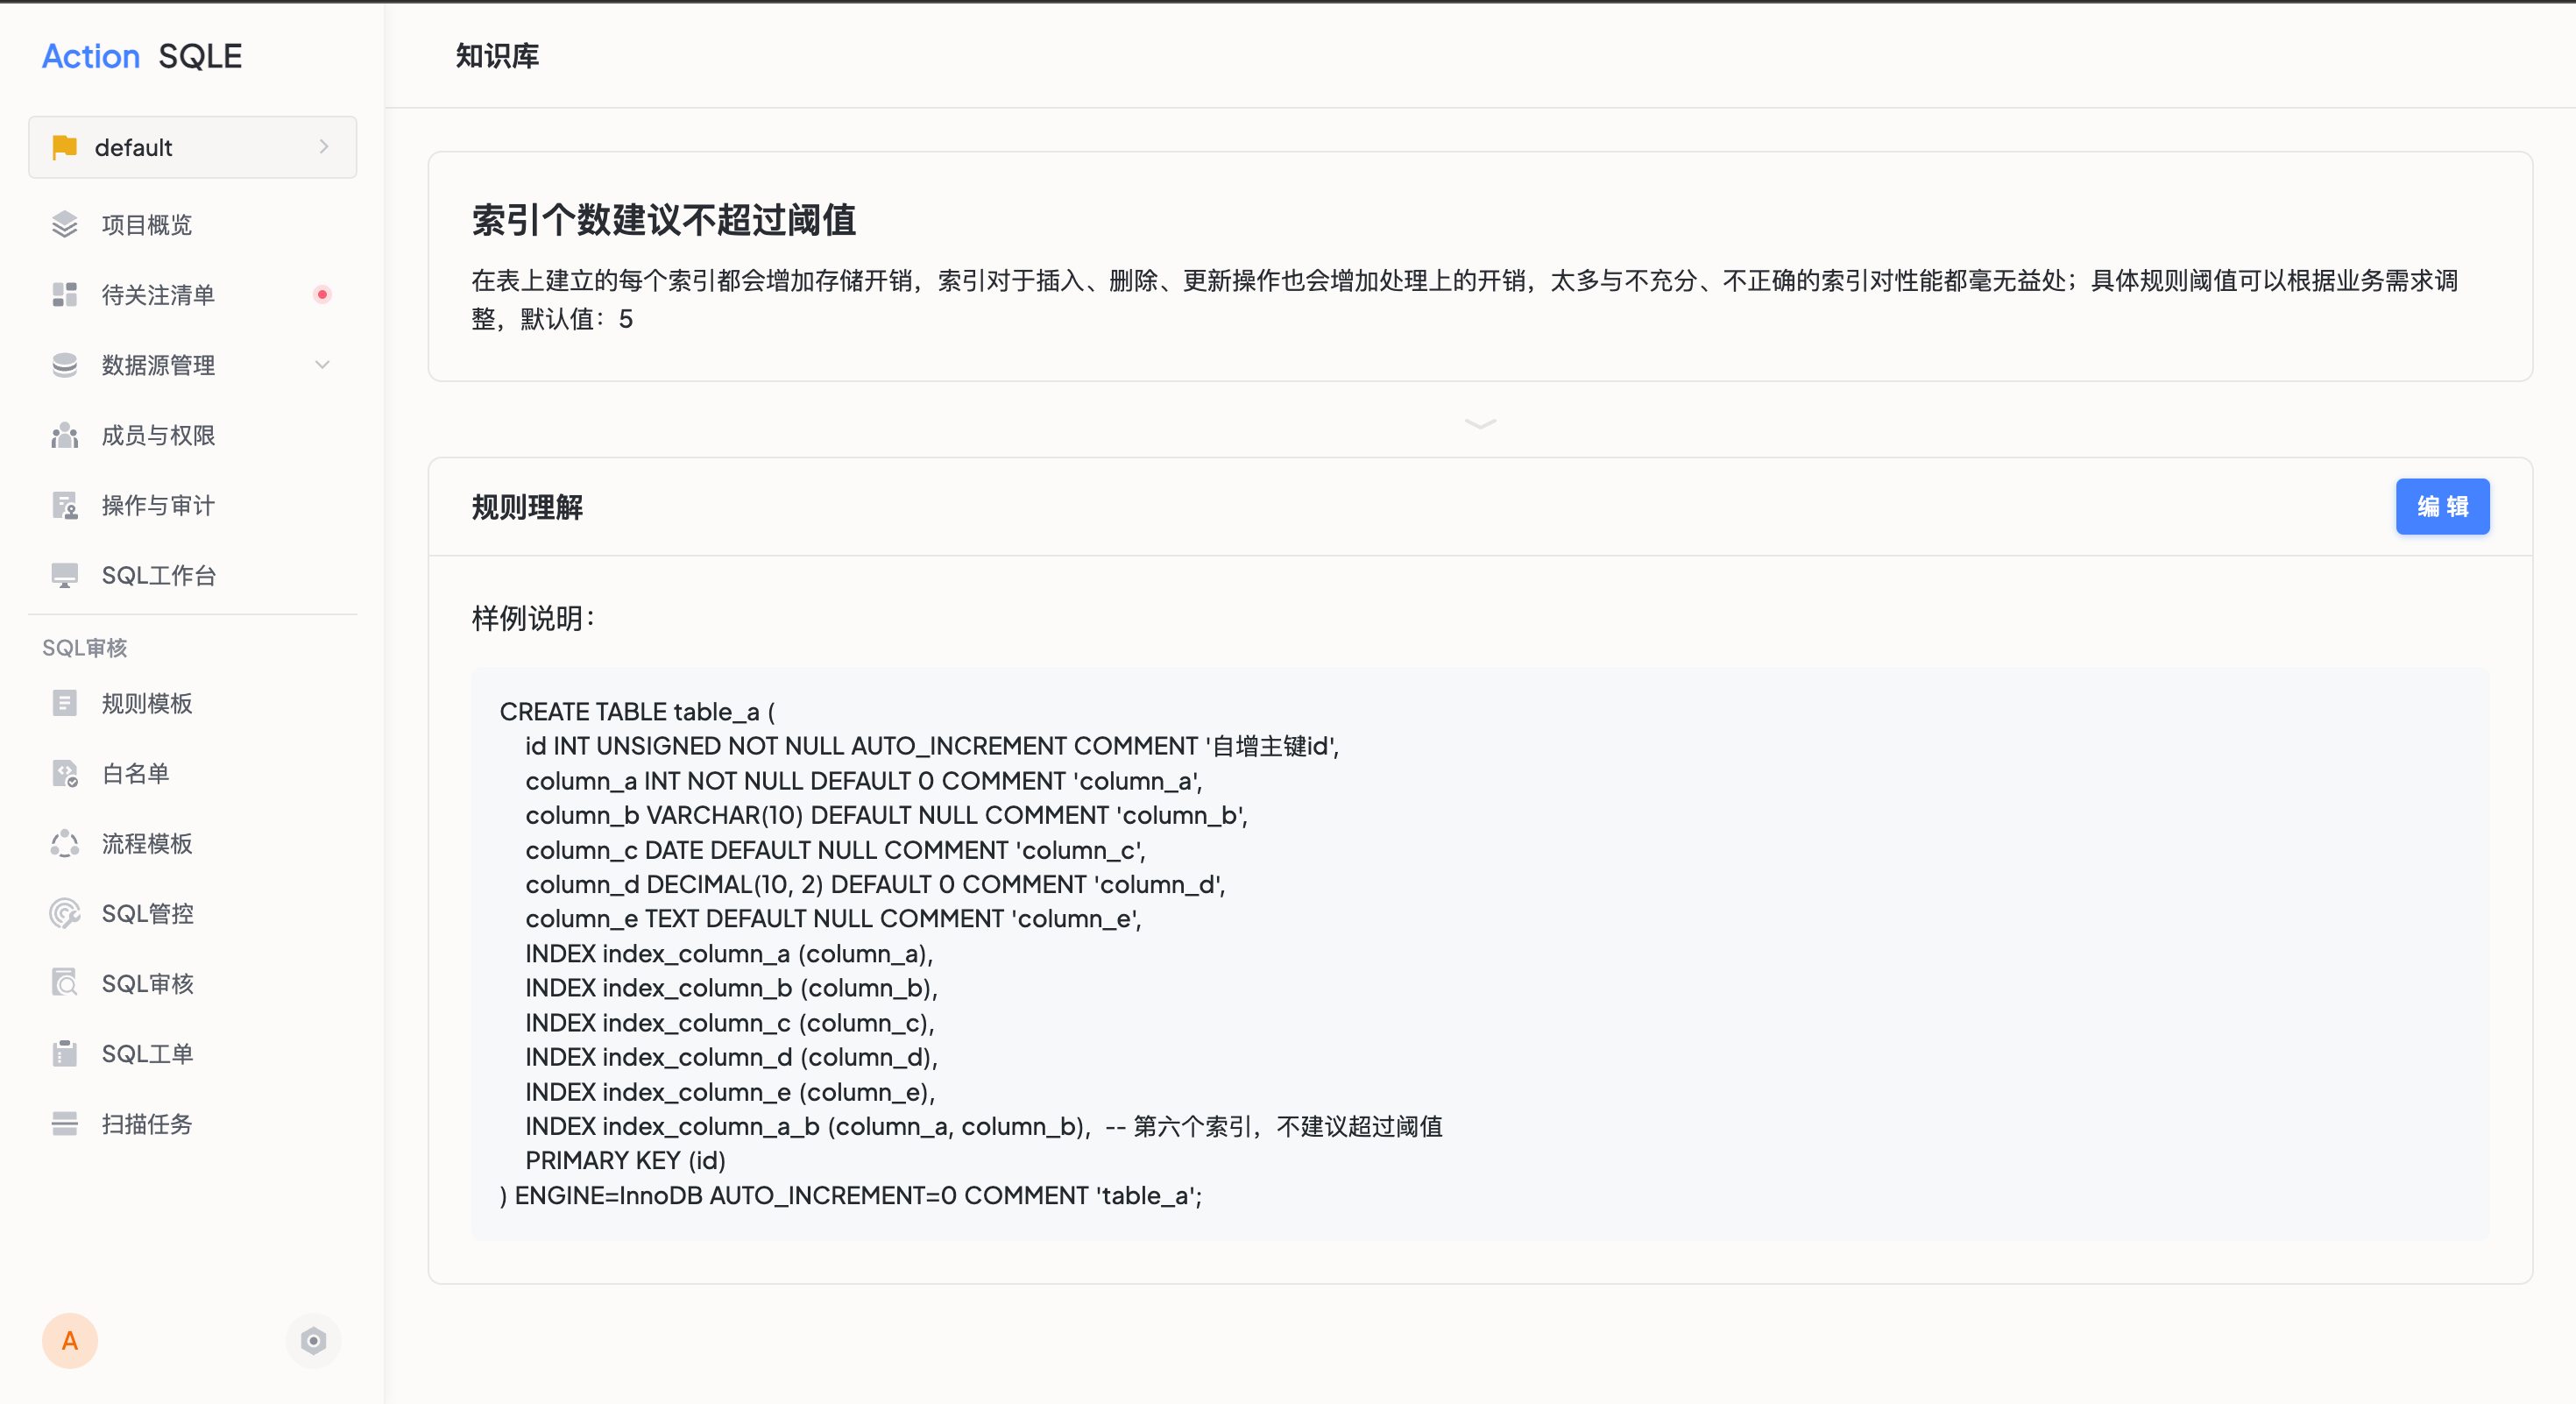 Action SQLE
default
项目概览
待关注清单
数据源管理
成员与权限
操作与审计
SQL工作台
SQL审核
规则模板
白名单
流程模板
SQL管控
SQL审核
SQL工单
扫描任务
A
知识库
索引个数建议不超过阈值
在表上建立的每个索引都会增加存储开销，索引对于插入、删除、更新操作也会增加处理上的开销，太多与不充分、不正确的索引对性能都毫无益处；具体规则阈值可以根据业务需求调
整，默认值：5
规则理解
编 辑
样例说明：
CREATE TABLE table_a (
id INT UNSIGNED NOT NULL AUTO_INCREMENT COMMENT '自增主键id',
column_a INT NOT NULL DEFAULT 0 COMMENT 'column_a',
column_b VARCHAR(10) DEFAULT NULL COMMENT 'column_b',
column_c DATE DEFAULT NULL COMMENT 'column_c',
column_d DECIMAL(10, 2) DEFAULT 0 COMMENT 'column_d',
column_e TEXT DEFAULT NULL COMMENT 'column_e',
INDEX index_column_a (column_a),
INDEX index_column_b (column_b),
INDEX index_column_c (column_c),
INDEX index_column_d (column_d),
INDEX index_column_e (column_e),
INDEX index_column_a_b (column_a, column_b),  -- 第六个索引，不建议超过阈值
PRIMARY KEY (id)
) ENGINE=InnoDB AUTO_INCREMENT=0 COMMENT 'table_a';